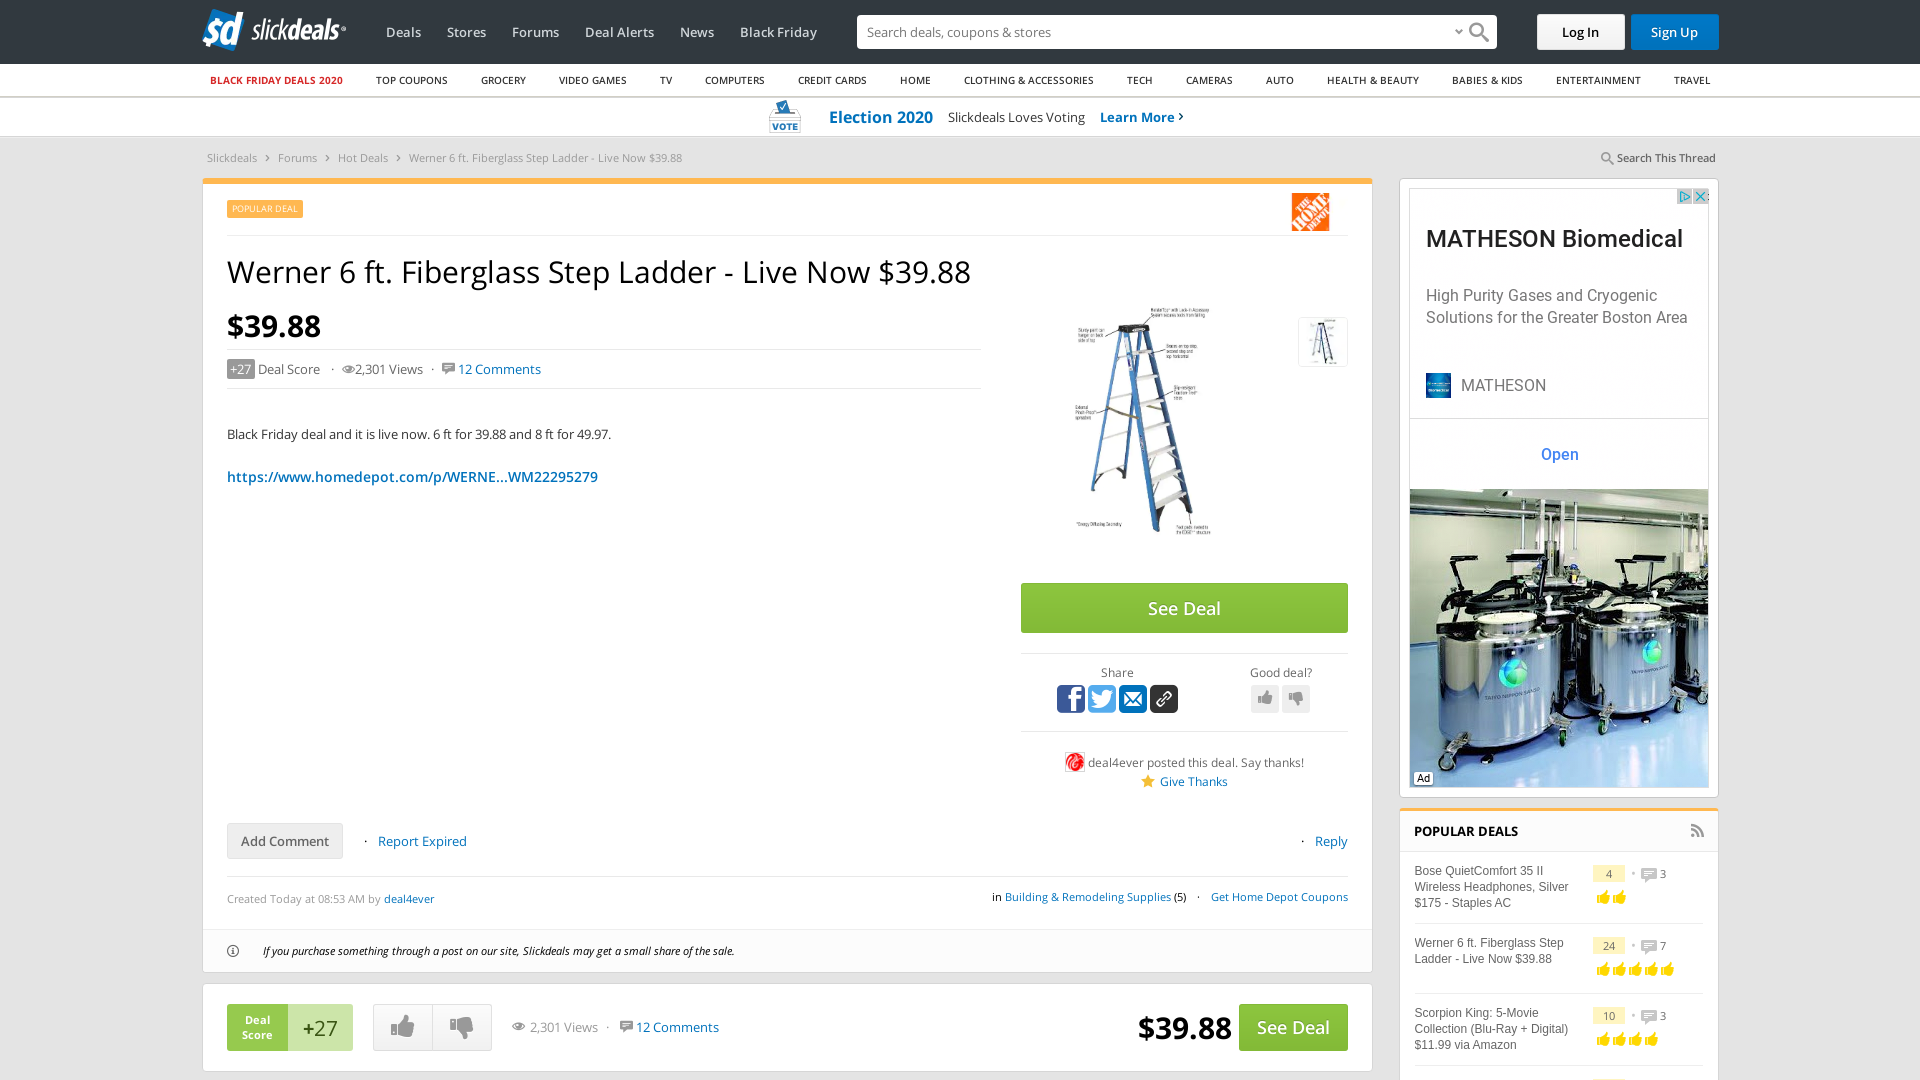 slickdeals
Deals
Stores
Forums
Deal Alerts
News
Black Friday
Search deals, coupons & stores
Log In
Sign Up
BLACK FRIDAY DEALS 2020
TOP COUPONS
GROCERY
VIDEO GAMES
TV
COMPUTERS
CREDIT CARDS
HOME
CLOTHING & ACCESSORIES
TECH
CAMERAS
AUTO
HEALTH & BEAUTY
BABIES & KIDS
ENTERTAINMENT
TRAVEL
VOTE
Election 2020 Slickdeals Loves Voting Learn More ›
Slickdeals › Forums › Hot Deals › Werner 6 ft. Fiberglass Step Ladder - Live Now $39.88
Search This Thread
POPULAR DEAL
THE HOME DEPOT
Werner 6 ft. Fiberglass Step Ladder - Live Now $39.88
$39.88
+27 Deal Score · 2,301 Views · 12 Comments
Black Friday deal and it is live now. 6 ft for 39.88 and 8 ft for 49.97.
https://www.homedepot.com/p/WERNE...WM22295279
See Deal
Share
Good deal?
deal4ever posted this deal. Say thanks!
Give Thanks
Add Comment · Report Expired
· Reply
Created Today at 08:53 AM by deal4ever
in Building & Remodeling Supplies (5) · Get Home Depot Coupons
If you purchase something through a post on our site, Slickdeals may get a small share of the sale.
Deal
Score
+27
2,301 Views · 12 Comments
$39.88
See Deal
MATHESON Biomedical
High Purity Gases and Cryogenic
Solutions for the Greater Boston Area
MATHESON
Open
TAIYO NIPPON SANSO
Ad
POPULAR DEALS
Bose QuietComfort 35 II
Wireless Headphones, Silver
$175 - Staples AC
4 • 3
Werner 6 ft. Fiberglass Step
Ladder - Live Now $39.88
24 • 7
Scorpion King: 5-Movie
Collection (Blu-Ray + Digital)
$11.99 via Amazon
10 • 3